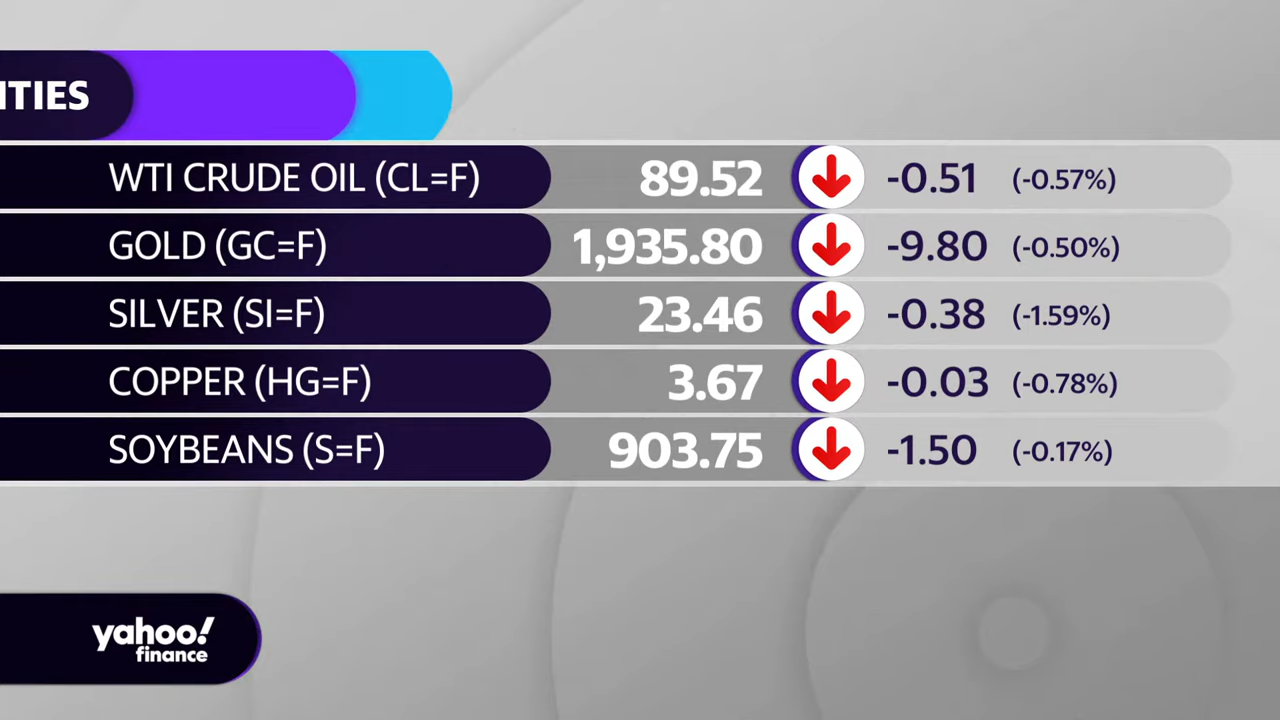 ITIES
WTI CRUDE OIL (CL=F) 89.52 -0.51 (-0.57%)
GOLD (GC=F) 1,935.80 -9.80 (-0.50%)
SILVER (SI=F) 23.46 -0.38 (-1.59%)
COPPER (HG=F) 3.67 -0.03 (-0.78%)
SOYBEANS (S=F) 903.75 -1.50 (-0.17%)
yahoo!
finance